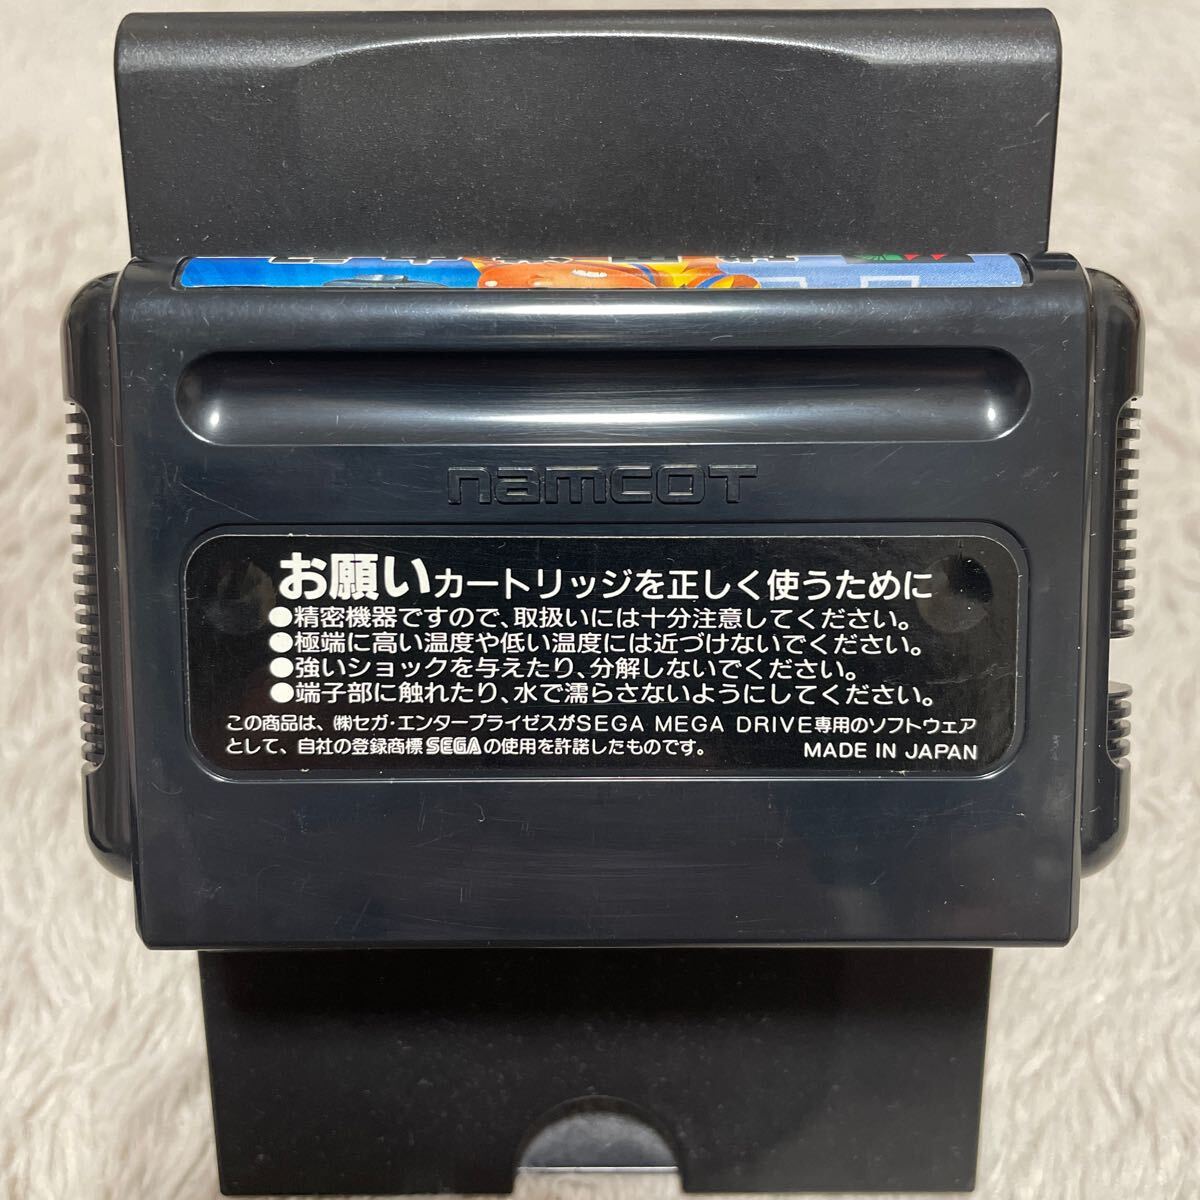 namcoT
お願いカートリッジを正しく使うために
●精密機器ですので、取扱いには十分注意してください。
●極端に高い温度や低い温度には近づけないでください。
●強いショックを与えたり、分解しないでください。
●端子部に触れたり、水で濡らさないようにしてください。
この商品は、㈱セガ・エンタープライゼスがSEGA MEGA DRIVE専用のソフトウェア
として、自社の登録商標SEGAの使用を許諾したものです。 MADE IN JAPAN